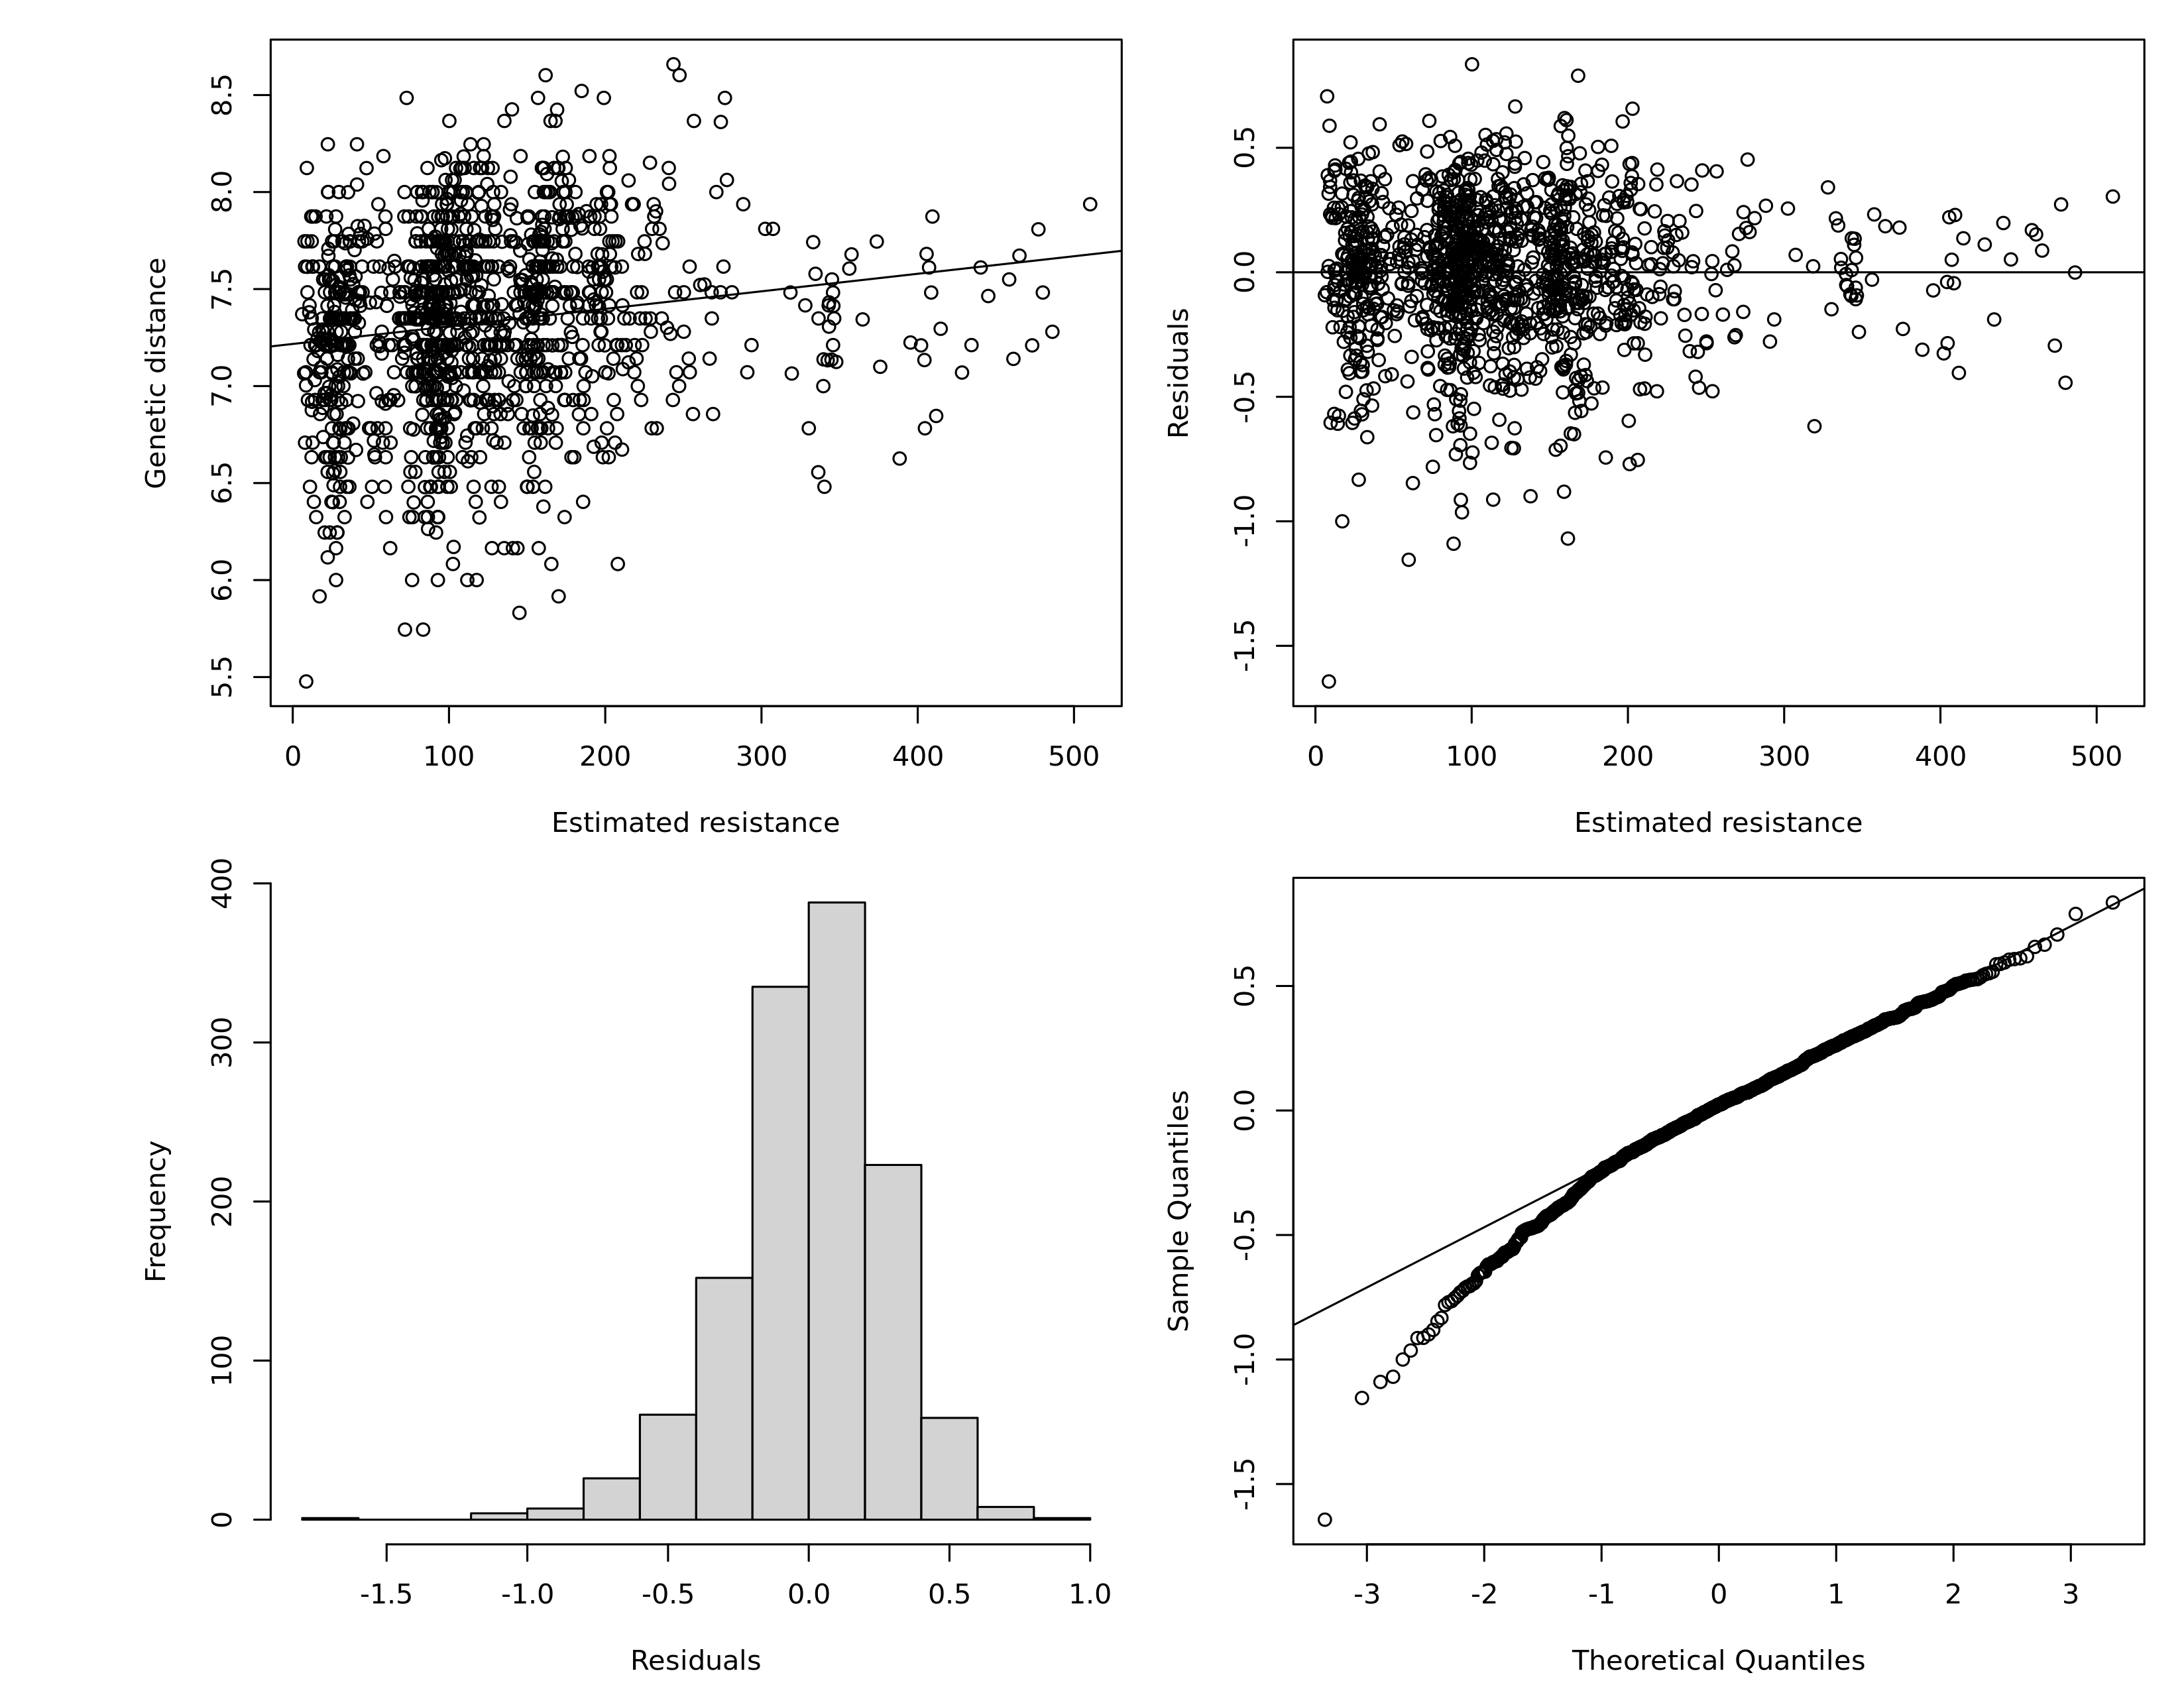 Genetic distance
8.5
8.0
7.5
7.0
6.5
6.0
5.5
0 100 200 300 400 500
Estimated resistance
Residuals
0.5
0.0
-0.5
-1.0
-1.5
0 100 200 300 400 500
Estimated resistance
Frequency
400
300
200
100
0
-1.5 -1.0 -0.5 0.0 0.5 1.0
Residuals
Sample Quantiles
0.5
0.0
-0.5
-1.0
-1.5
-3 -2 -1 0 1 2 3
Theoretical Quantiles